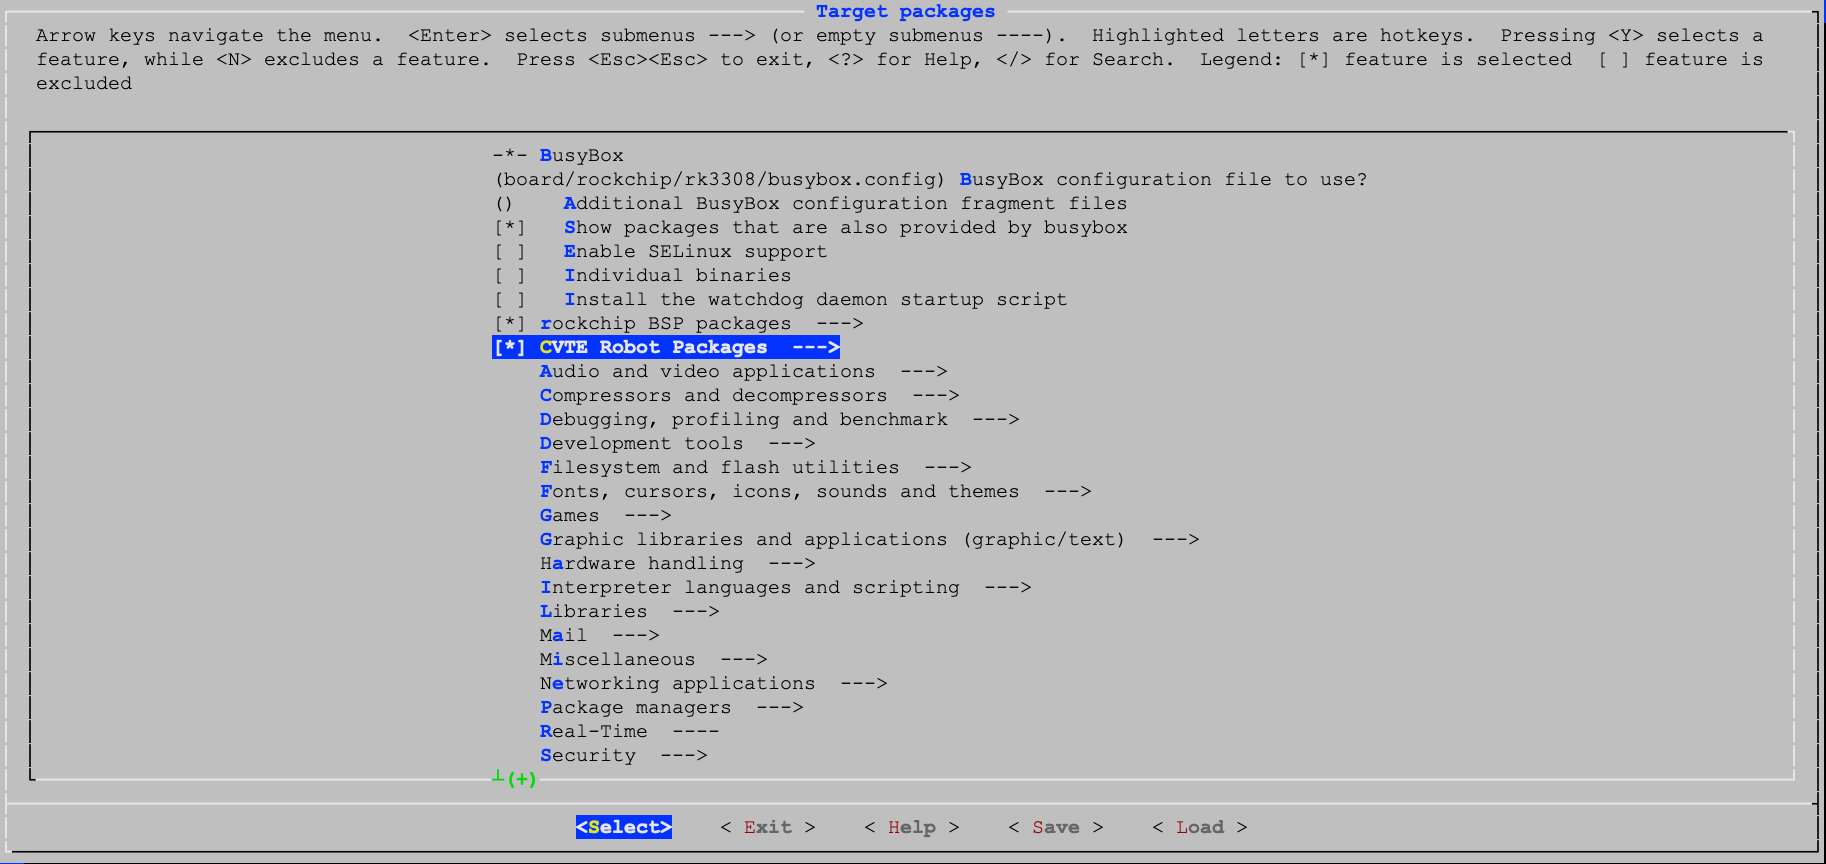 Target packages
Arrow keys navigate the menu.  <Enter> selects submenus ---> (or empty submenus ----).  Highlighted letters are hotkeys.  Pressing <Y> selects a
feature, while <N> excludes a feature.  Press <Esc><Esc> to exit, <?> for Help, </> for Search.  Legend: [*] feature is selected  [ ] feature is
excluded
-*- BusyBox
(board/rockchip/rk3308/busybox.config) BusyBox configuration file to use?
()    Additional BusyBox configuration fragment files
[*]   Show packages that are also provided by busybox
[ ]   Enable SELinux support
[ ]   Individual binaries
[ ]   Install the watchdog daemon startup script
[*] rockchip BSP packages  --->
[*] CVTE Robot Packages  --->
Audio and video applications  --->
Compressors and decompressors  --->
Debugging, profiling and benchmark  --->
Development tools  --->
Filesystem and flash utilities  --->
Fonts, cursors, icons, sounds and themes  --->
Games  --->
Graphic libraries and applications (graphic/text)  --->
Hardware handling  --->
Interpreter languages and scripting  --->
Libraries  --->
Mail  --->
Miscellaneous  --->
Networking applications  --->
Package managers  --->
Real-Time  ----
Security  --->
┴(+)
<Select>    < Exit >    < Help >    < Save >    < Load >